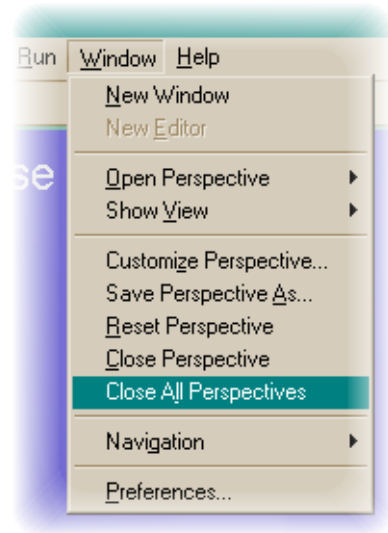 Run Window Help
New Window
New Editor
se
Open Perspective
Show View
Customize Perspective...
Save Perspective As...
Reset Perspective
Close Perspective
Close All Perspectives
Navigation
Preferences...